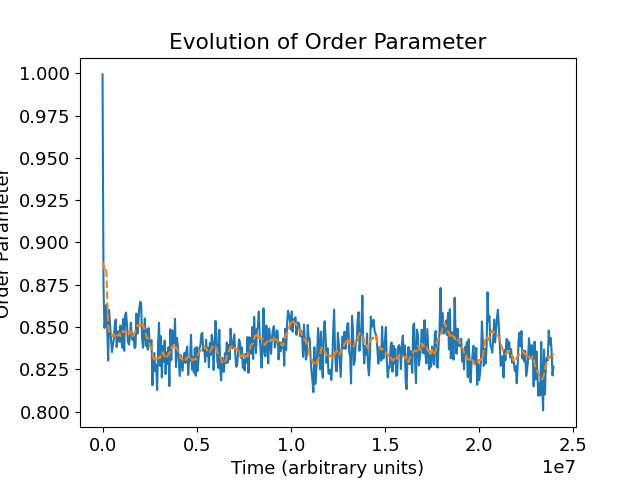 Evolution of Order Parameter
Order Parameter
1.000
0.975
0.950
0.925
0.900
0.875
0.850
0.825
0.800
0.0 0.5 1.0 1.5 2.0 2.5
1e7
Time (arbitrary units)